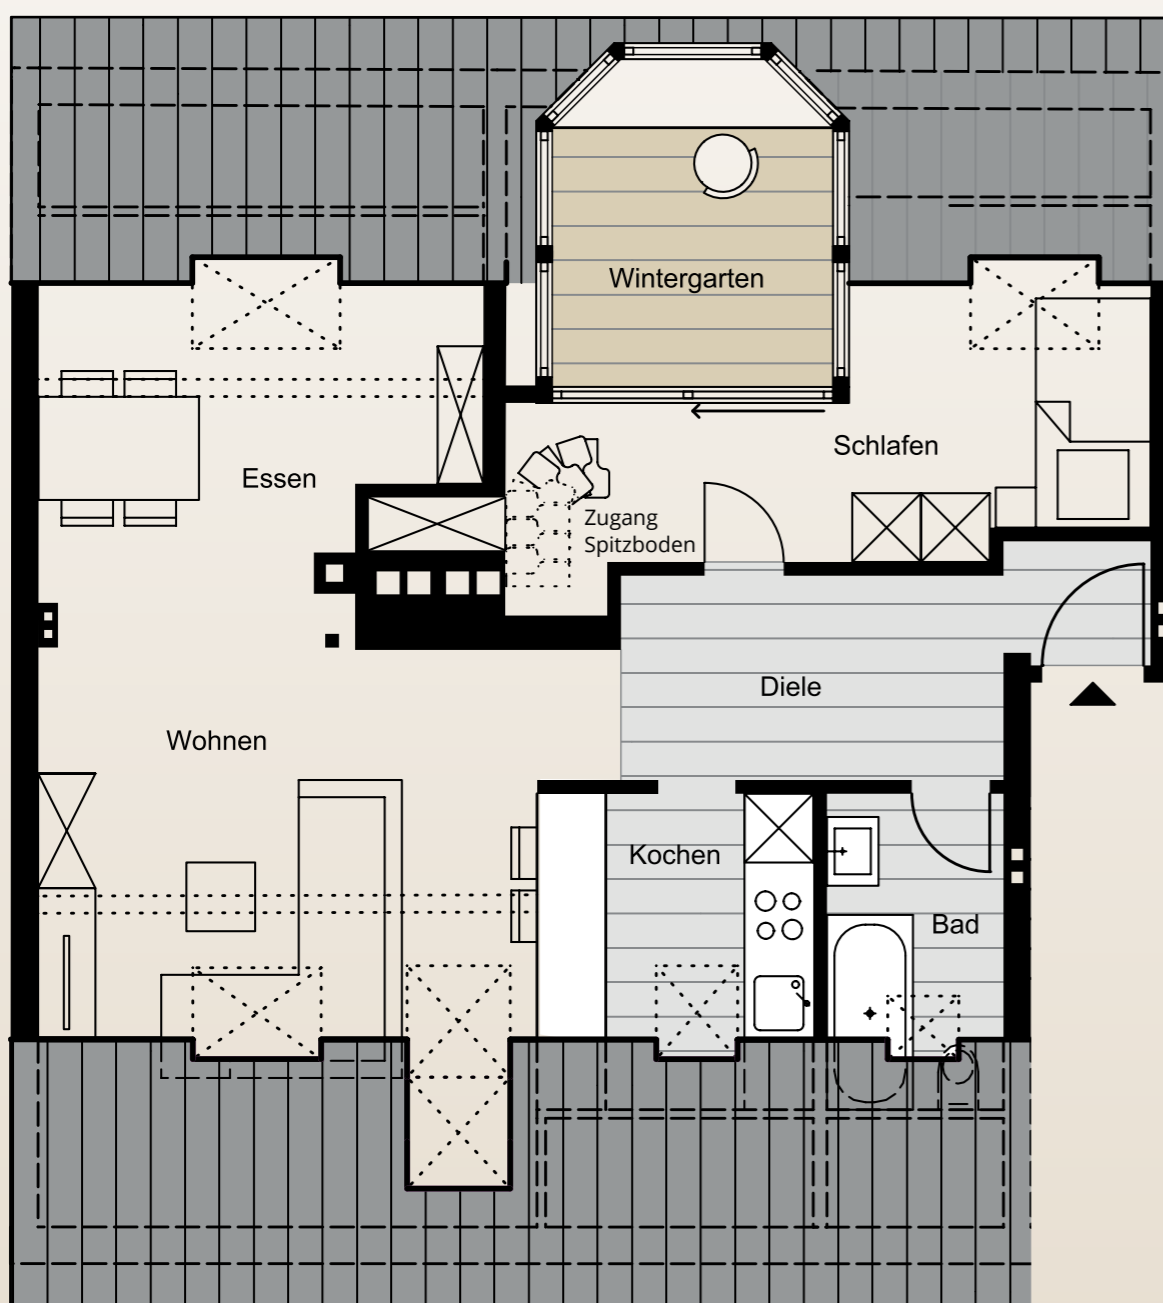 Wintergarten
Schlafen
Essen
Zugang
Spitzboden
Diele
Wohnen
Kochen
Bad